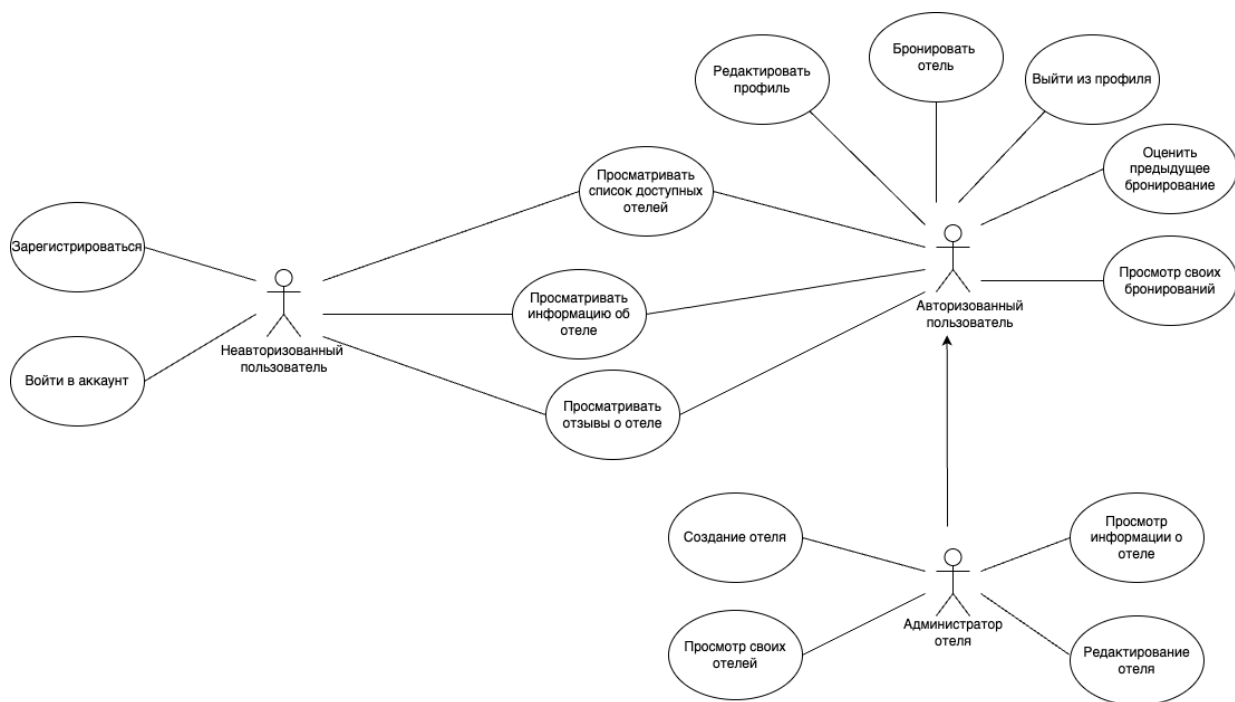 Бронировать
отель
Редактировать
профиль
Выйти из профиля
Оценить
предыдущее
бронирование
Просматривать
список доступных
отелей
Зарегистрироваться
Просмотр своих
бронирований
Просматривать
информацию об
отеле
Авторизованный
пользователь
Неавторизованный
пользователь
Войти в аккаунт
Просматривать
отзывы о отеле
Создание отеля
Просмотр
информации о
отеле
Администратор
отеля
Просмотр своих
отелей
Редактирование
отеля